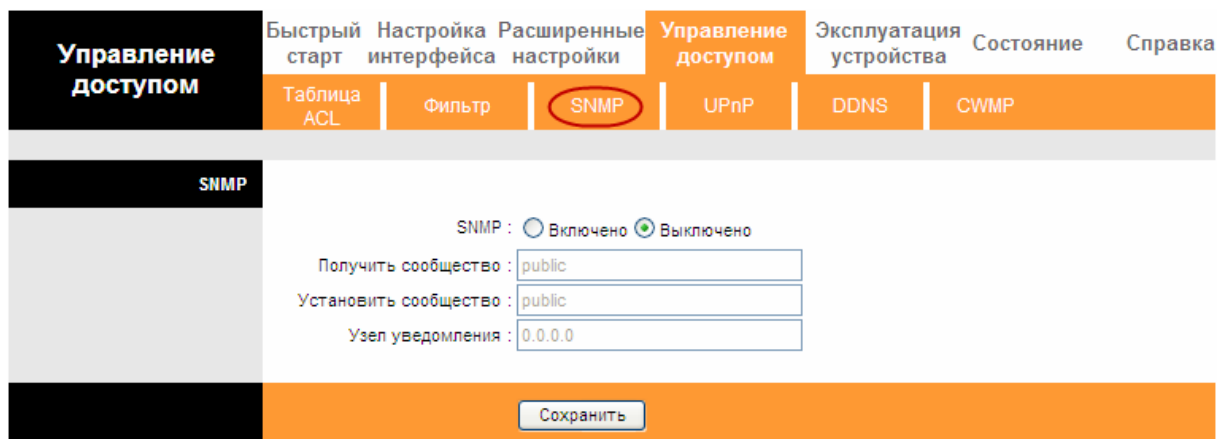 Управление доступом
Быстрый старт
Настройка интерфейса
Расширенные настройки
Управление доступом
Эксплуатация устройства
Состояние
Справка
Таблица ACL
Фильтр
SNMP
UPnP
DDNS
CWMP
SNMP
SNMP : Включено Выключено
Получить сообщество : public
Установить сообщество : public
Узел уведомления : 0.0.0.0
Сохранить